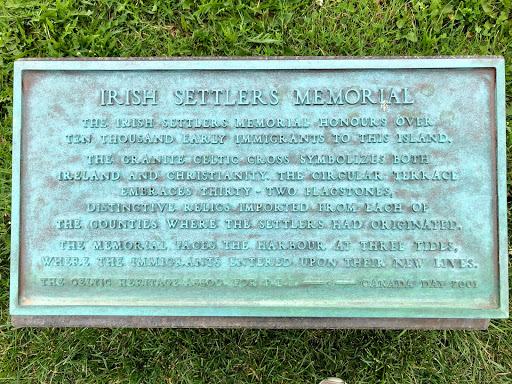 IRISH SETTLERS MEMORIAL
THE IRISH SETTLERS MEMORIAL HONOURS OVER
TEN THOUSAND EARLY IMMIGRANTS TO THIS ISLAND.
THE GRANITE CELTIC CROSS SYMBOLIZES BOTH
IRELAND AND CHRISTIANITY. THE CIRCULAR TERRACE
EMBRACES THIRTY-TWO FLAGSTONES,
DISTINCTIVE RELICS IMPORTED FROM EACH OF
THE COUNTIES WHERE THE SETTLERS HAD ORIGINATED.
THE MEMORIAL FACES THE HARBOUR AT THREE TIDES,
WHERE THE IMMIGRANTS ENTERED UPON THEIR NEW LIVES.
THE CELTIC HERITAGE ASSOC. FOR P.E.I. CANADA DAY 2001